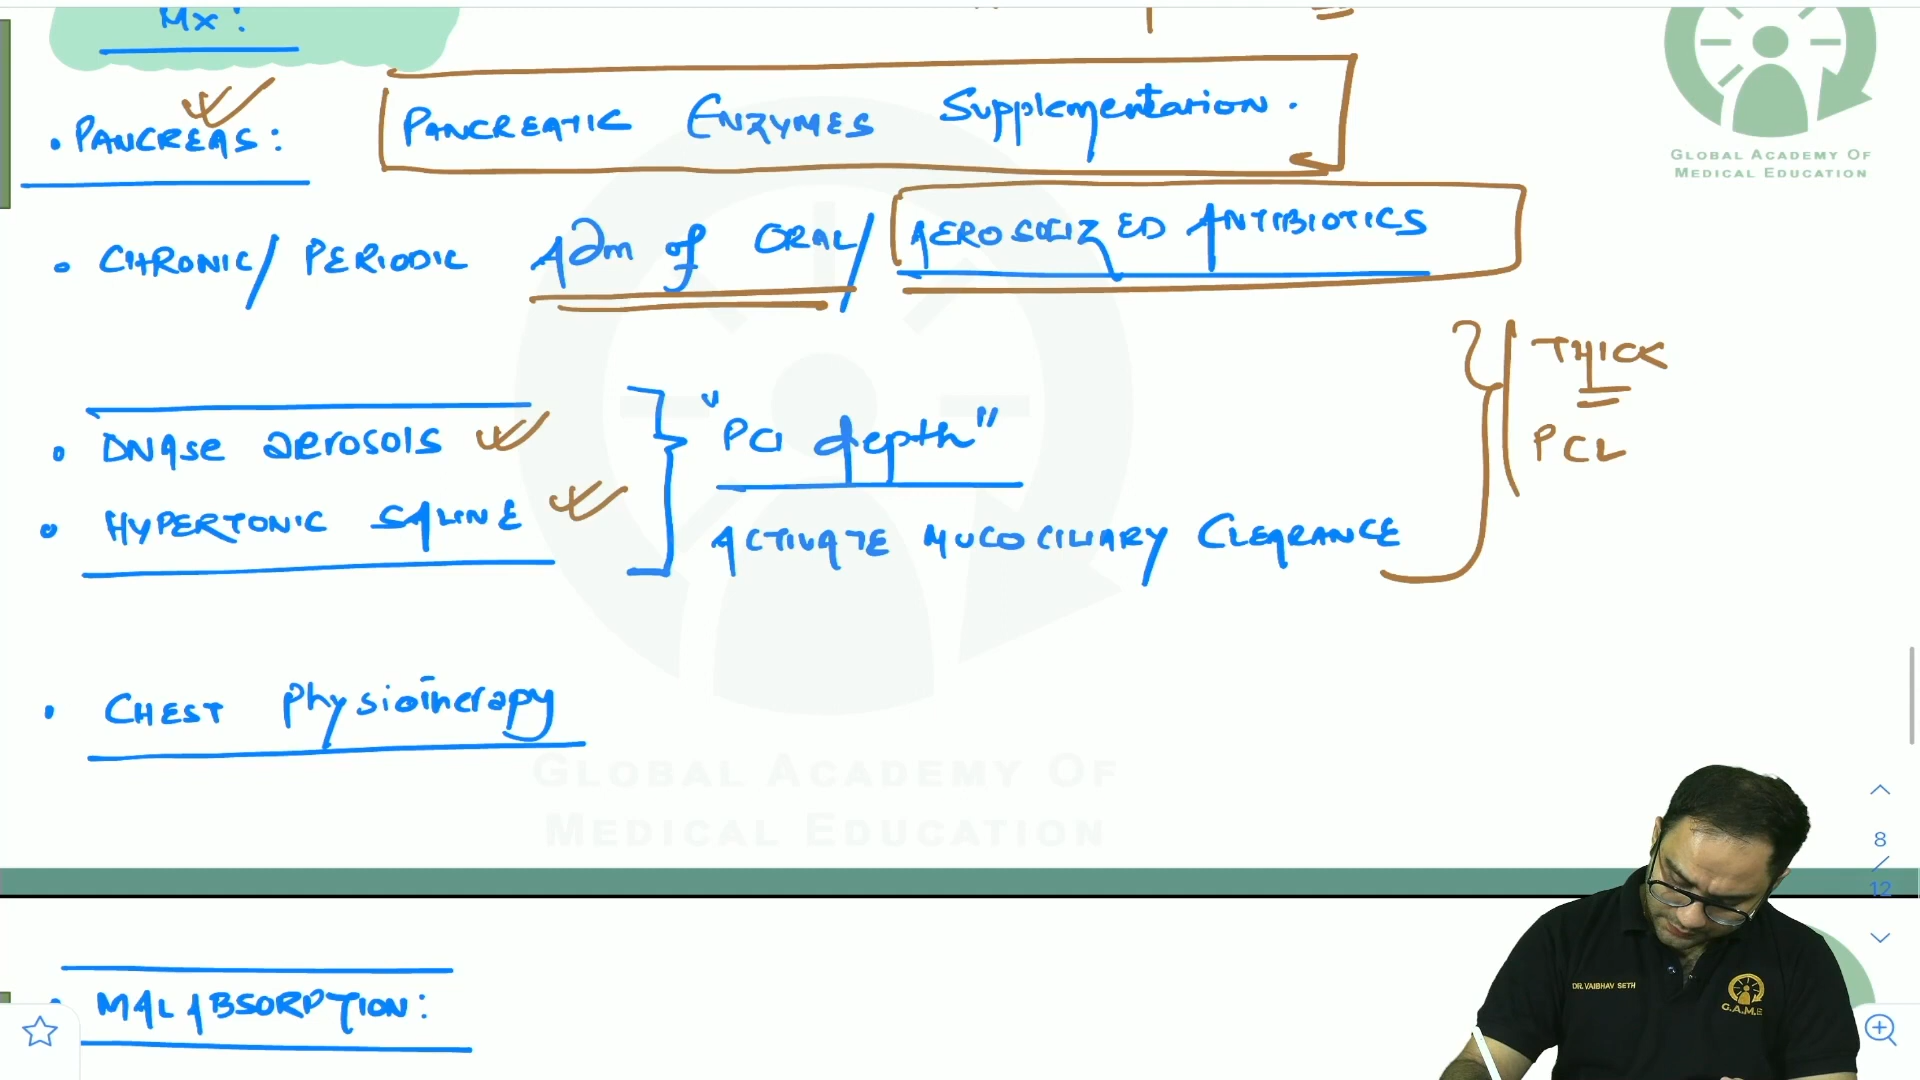 Mx:
GLOBAL ACADEMY OF
MEDICAL EDUCATION
• PANCREAS: PANCREATIC ENZYMES Supplementation.
• CHRONIC/ PERIODIC Adm of ORAL/ AEROSOLIZED ANTIBIOTICS
THICK
PCL
• DNAse aerosols
"PCL depth"
• HYPERTONIC SALINE
ACTIVATE MUCOCILIARY CLEARANCE
• CHEST Physiotherapy
GLOBAL ACADEMY OF
MEDICAL EDUCATION
8
/
12
• MALABSORPTION:
DR.VAIBHAV SETH
G.A.M.E